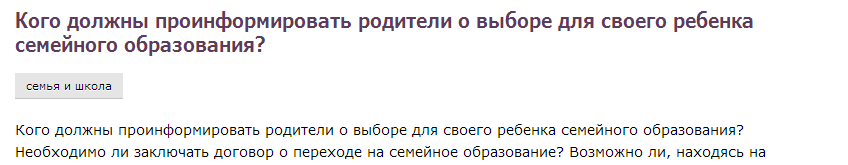 Кого должны проинформировать родители о выборе для своего ребенка
семейного образования?
семья и школа
Кого должны проинформировать родители о выборе для своего ребенка семейного образования?
Необходимо ли заключать договор о переходе на семейное образование? Возможно ли, находясь на